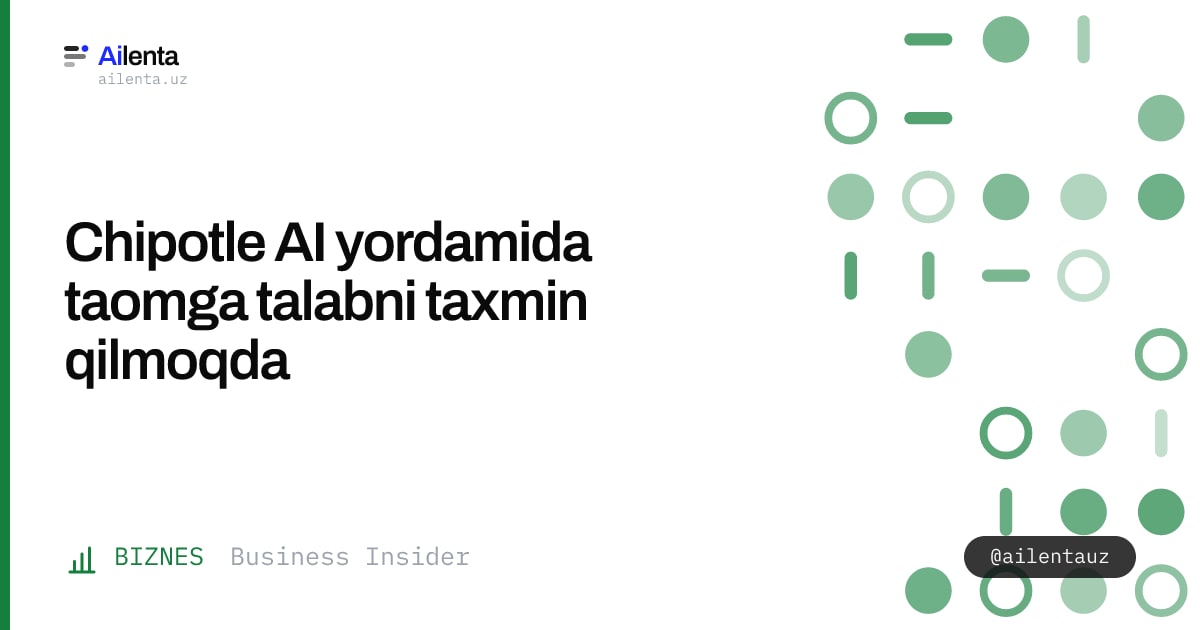 Ailenta
ailenta.uz
Chipotle AI yordamida
taomga talabni taxmin
qilmoqda
BIZNES Business Insider
@ailentauz